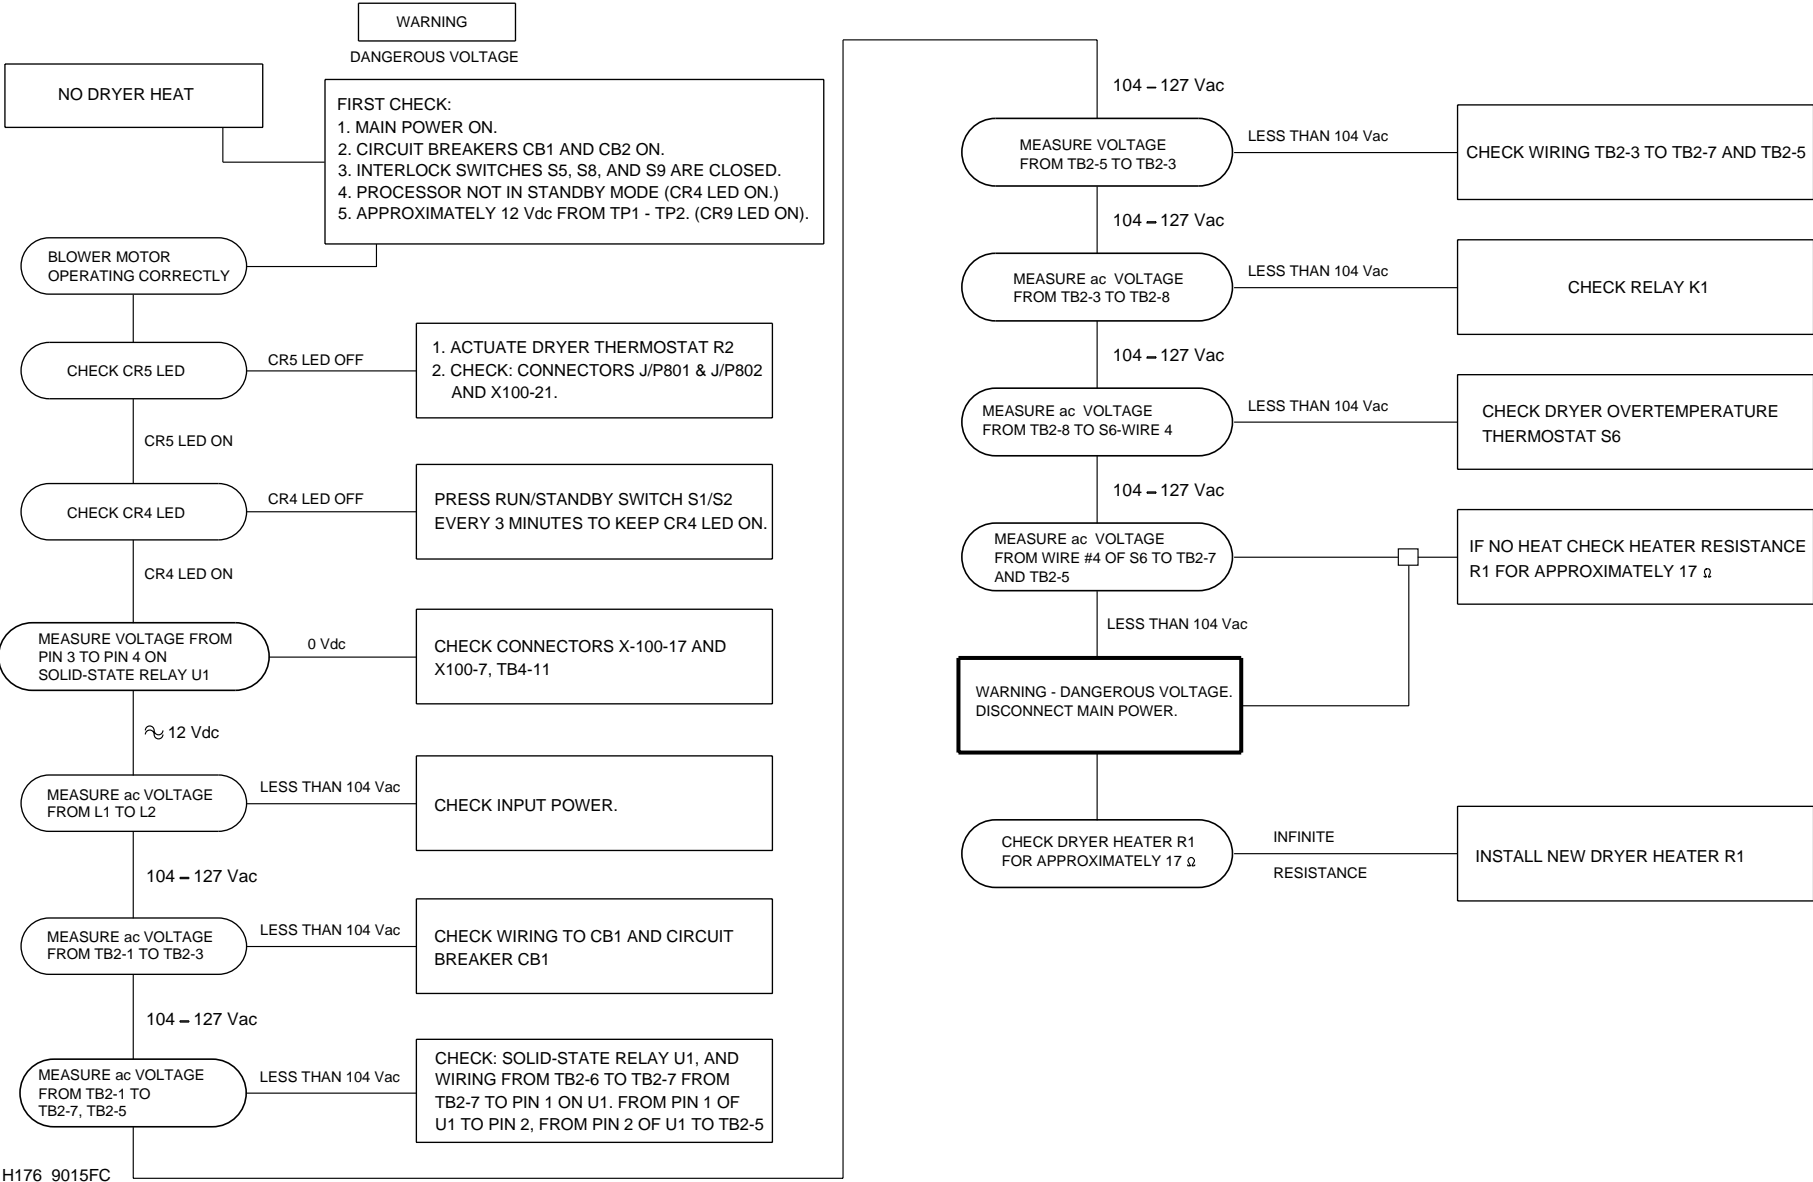 WARNING
DANGEROUS VOLTAGE
NO DRYER HEAT
FIRST CHECK:
1. MAIN POWER ON.
2. CIRCUIT BREAKERS CB1 AND CB2 ON.
3. INTERLOCK SWITCHES S5, S8, AND S9 ARE CLOSED.
4. PROCESSOR NOT IN STANDBY MODE (CR4 LED ON.)
5. APPROXIMATELY 12 Vdc FROM TP1 - TP2. (CR9 LED ON).
BLOWER MOTOR
OPERATING CORRECTLY
CHECK CR5 LED
CR5 LED OFF
1. ACTUATE DRYER THERMOSTAT R2
2. CHECK: CONNECTORS J/P801 & J/P802
AND X100-21.
CR5 LED ON
CHECK CR4 LED
CR4 LED OFF
PRESS RUN/STANDBY SWITCH S1/S2
EVERY 3 MINUTES TO KEEP CR4 LED ON.
CR4 LED ON
MEASURE VOLTAGE FROM
PIN 3 TO PIN 4 ON
SOLID-STATE RELAY U1
0 Vdc
CHECK CONNECTORS X-100-17 AND
X100-7, TB4-11
≈ 12 Vdc
MEASURE ac VOLTAGE
FROM L1 TO L2
LESS THAN 104 Vac
CHECK INPUT POWER.
104 – 127 Vac
MEASURE ac VOLTAGE
FROM TB2-1 TO TB2-3
LESS THAN 104 Vac
CHECK WIRING TO CB1 AND CIRCUIT
BREAKER CB1
104 – 127 Vac
MEASURE ac VOLTAGE
FROM TB2-1 TO
TB2-7, TB2-5
LESS THAN 104 Vac
CHECK: SOLID-STATE RELAY U1, AND
WIRING FROM TB2-6 TO TB2-7 FROM
TB2-7 TO PIN 1 ON U1. FROM PIN 1 OF
U1 TO PIN 2, FROM PIN 2 OF U1 TO TB2-5
H176 9015FC
104 – 127 Vac
MEASURE VOLTAGE
FROM TB2-5 TO TB2-3
LESS THAN 104 Vac
CHECK WIRING TB2-3 TO TB2-7 AND TB2-5
104 – 127 Vac
MEASURE ac VOLTAGE
FROM TB2-3 TO TB2-8
LESS THAN 104 Vac
CHECK RELAY K1
104 – 127 Vac
MEASURE ac VOLTAGE
FROM TB2-8 TO S6-WIRE 4
LESS THAN 104 Vac
CHECK DRYER OVERTEMPERATURE
THERMOSTAT S6
104 – 127 Vac
MEASURE ac VOLTAGE
FROM WIRE #4 OF S6 TO TB2-7
AND TB2-5
IF NO HEAT CHECK HEATER RESISTANCE
R1 FOR APPROXIMATELY 17 Ω
LESS THAN 104 Vac
WARNING - DANGEROUS VOLTAGE.
DISCONNECT MAIN POWER.
CHECK DRYER HEATER R1
FOR APPROXIMATELY 17 Ω
INFINITE
RESISTANCE
INSTALL NEW DRYER HEATER R1